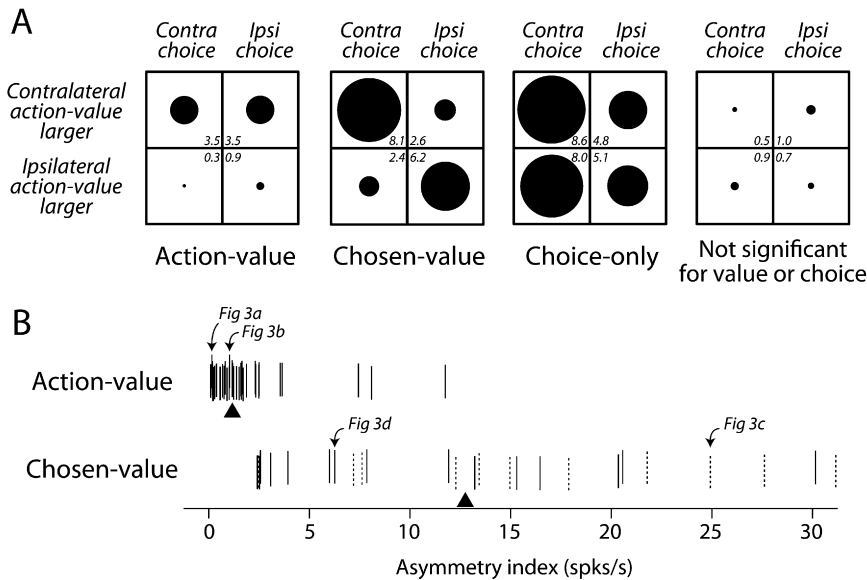 A
Contra choice
Ipsi choice
Contra choice
Ipsi choice
Contra choice
Ipsi choice
Contra choice
Ipsi choice
Contralateral
action-value
larger
3.5 3.5
8.1 2.6
8.6 4.8
0.5 1.0
0.3 0.9
2.4 6.2
8.0 5.1
0.9 0.7
Ipsilateral
action-value
larger
Action-value
Chosen-value
Choice-only
Not significant
for value or choice
B
Fig 3a
Fig 3b
Action-value
Fig 3d
Fig 3c
Chosen-value
0 5 10 15 20 25 30
Asymmetry index (spks/s)